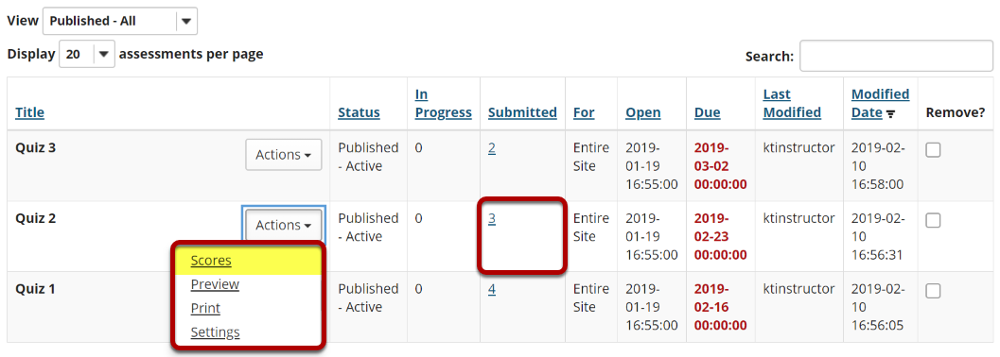 View Published - All
Display 20 assessments per page
Search:
Title Status In Progress Submitted For Open Due Last Modified Modified Date Remove?
Quiz 3 Actions Published - Active 0 2 Entire Site 2019-01-19 16:55:00 2019-03-02 00:00:00 ktinstructor 2019-02-10 16:58:00
Quiz 2 Actions Published - Active 0 3 Entire Site 2019-01-19 16:55:00 2019-02-23 00:00:00 ktinstructor 2019-02-10 16:56:31
Scores
Preview
Print
Settings
Quiz 1 Published - Active 0 4 Entire Site 2019-01-19 16:55:00 2019-02-16 00:00:00 ktinstructor 2019-02-10 16:56:05